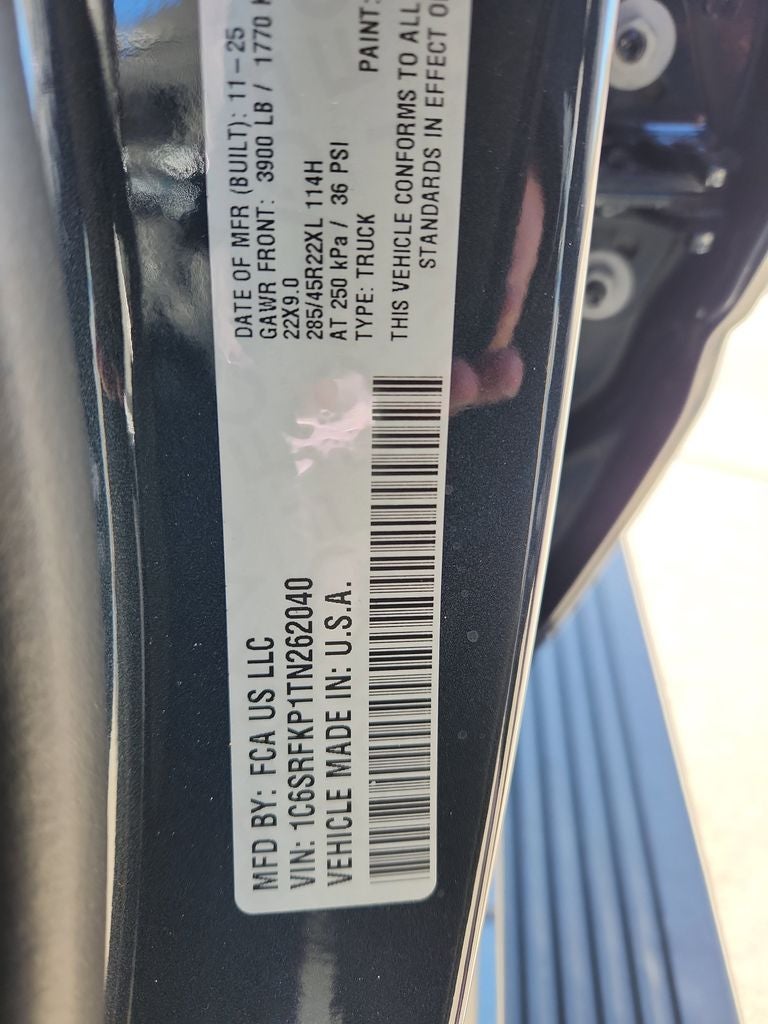 MFD BY: FCA US LLC
VIN: 1C6SRFKP1TN262040
VEHICLE MADE IN: U.S.A.
DATE OF MFR (BUILT): 11-25
GAWR FRONT: 3900 LB / 1770 K
22X9.0
285/45R22XL 114H
AT 250 kPa / 36 PSI
TYPE: TRUCK PAINT:
THIS VEHICLE CONFORMS TO ALL
STANDARDS IN EFFECT O